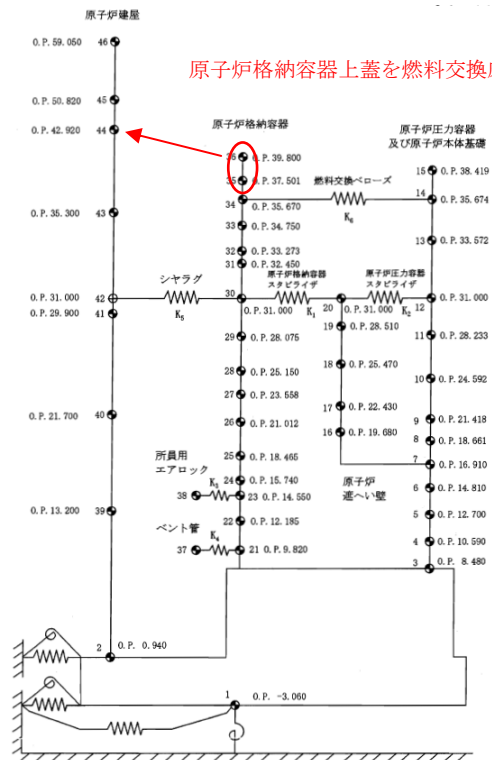 原子炉建屋
O.P.59.050 46
O.P.50.820 45
O.P.42.920 44
O.P.35.300 43
O.P.31.000 42
O.P.29.900 41
O.P.21.700 40
O.P.13.200 39
2 O.P. 0.940
原子炉格納容器上蓋を燃料交換
原子炉格納容器
36 O.P.39.800
35 O.P.37.501
34 O.P.35.670
33 O.P.34.750
32 O.P.33.273
31 O.P.32.450
30 O.P.31.000
29 O.P.28.075
28 O.P.25.150
27 O.P.23.558
26 O.P.21.012
25 O.P.18.465
24 O.P.15.740
23 O.P.14.550
22 O.P.12.185
21 O.P.9.820
シヤラグ
K₅
所員用
エアロック
38 K₃
ベント管
37 K₄
原子炉格納容器
スタビライザ
K₁
原子炉圧力容器
スタビライザ
K₂
燃料交換ベローズ
K₆
20 O.P.31.000
19 O.P.28.510
18 O.P.25.470
17 O.P.22.430
16 O.P.19.680
原子炉
遮へい壁
原子炉圧力容器
及び原子炉本体基礎
15 O.P.38.419
14 O.P.35.674
13 O.P.33.572
12 O.P.31.000
11 O.P.28.233
10 O.P.24.592
9 O.P.21.418
8 O.P.18.661
7 O.P.16.910
6 O.P.14.810
5 O.P.12.700
4 O.P.10.590
3 O.P. 8.480
1 O.P. -3.060